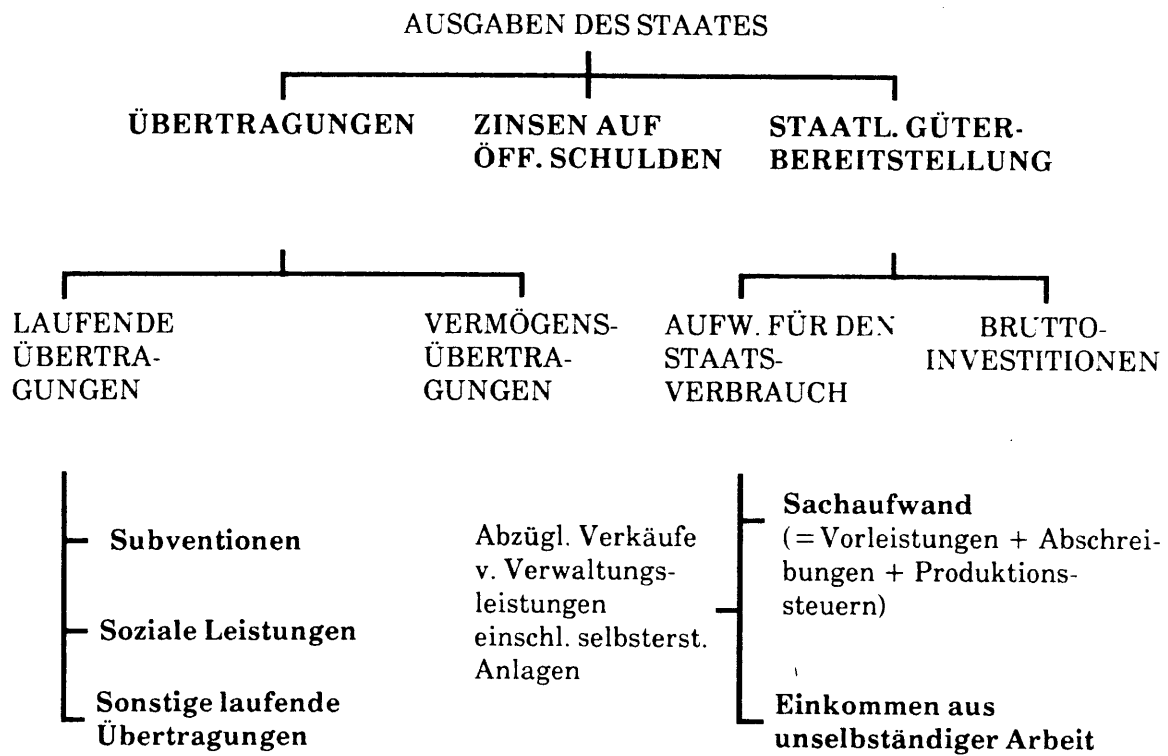 AUSGABEN DES STAATES
ÜBERTRAGUNGEN
ZINSEN AUF
ÖFF. SCHULDEN
STAATL. GÜTER-
BEREITSTELLUNG
LAUFENDE
ÜBERTRA-
GUNGEN
VERMÖGENS-
ÜBERTRA-
GUNGEN
AUFW. FÜR DEN
STAATS-
VERBRAUCH
BRUTTO-
INVESTITIONEN
Subventionen
Soziale Leistungen
Sonstige laufende
Übertragungen
Abzügl. Verkäufe
v. Verwaltungs-
leistungen
einschl. selbsterst.
Anlagen
Sachaufwand
(= Vorleistungen + Abschrei-
bungen + Produktions-
steuern)
Einkommen aus
unselbständiger Arbeit